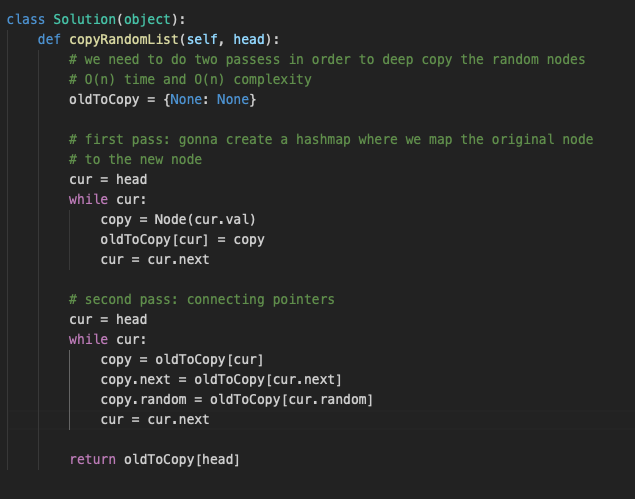 class Solution(object):
    def copyRandomList(self, head):
        # we need to do two passess in order to deep copy the random nodes
        # O(n) time and O(n) complexity
        oldToCopy = {None: None}

        # first pass: gonna create a hashmap where we map the original node
        # to the new node
        cur = head
        while cur:
            copy = Node(cur.val)
            oldToCopy[cur] = copy
            cur = cur.next

        # second pass: connecting pointers
        cur = head
        while cur:
            copy = oldToCopy[cur]
            copy.next = oldToCopy[cur.next]
            copy.random = oldToCopy[cur.random]
            cur = cur.next

        return oldToCopy[head]